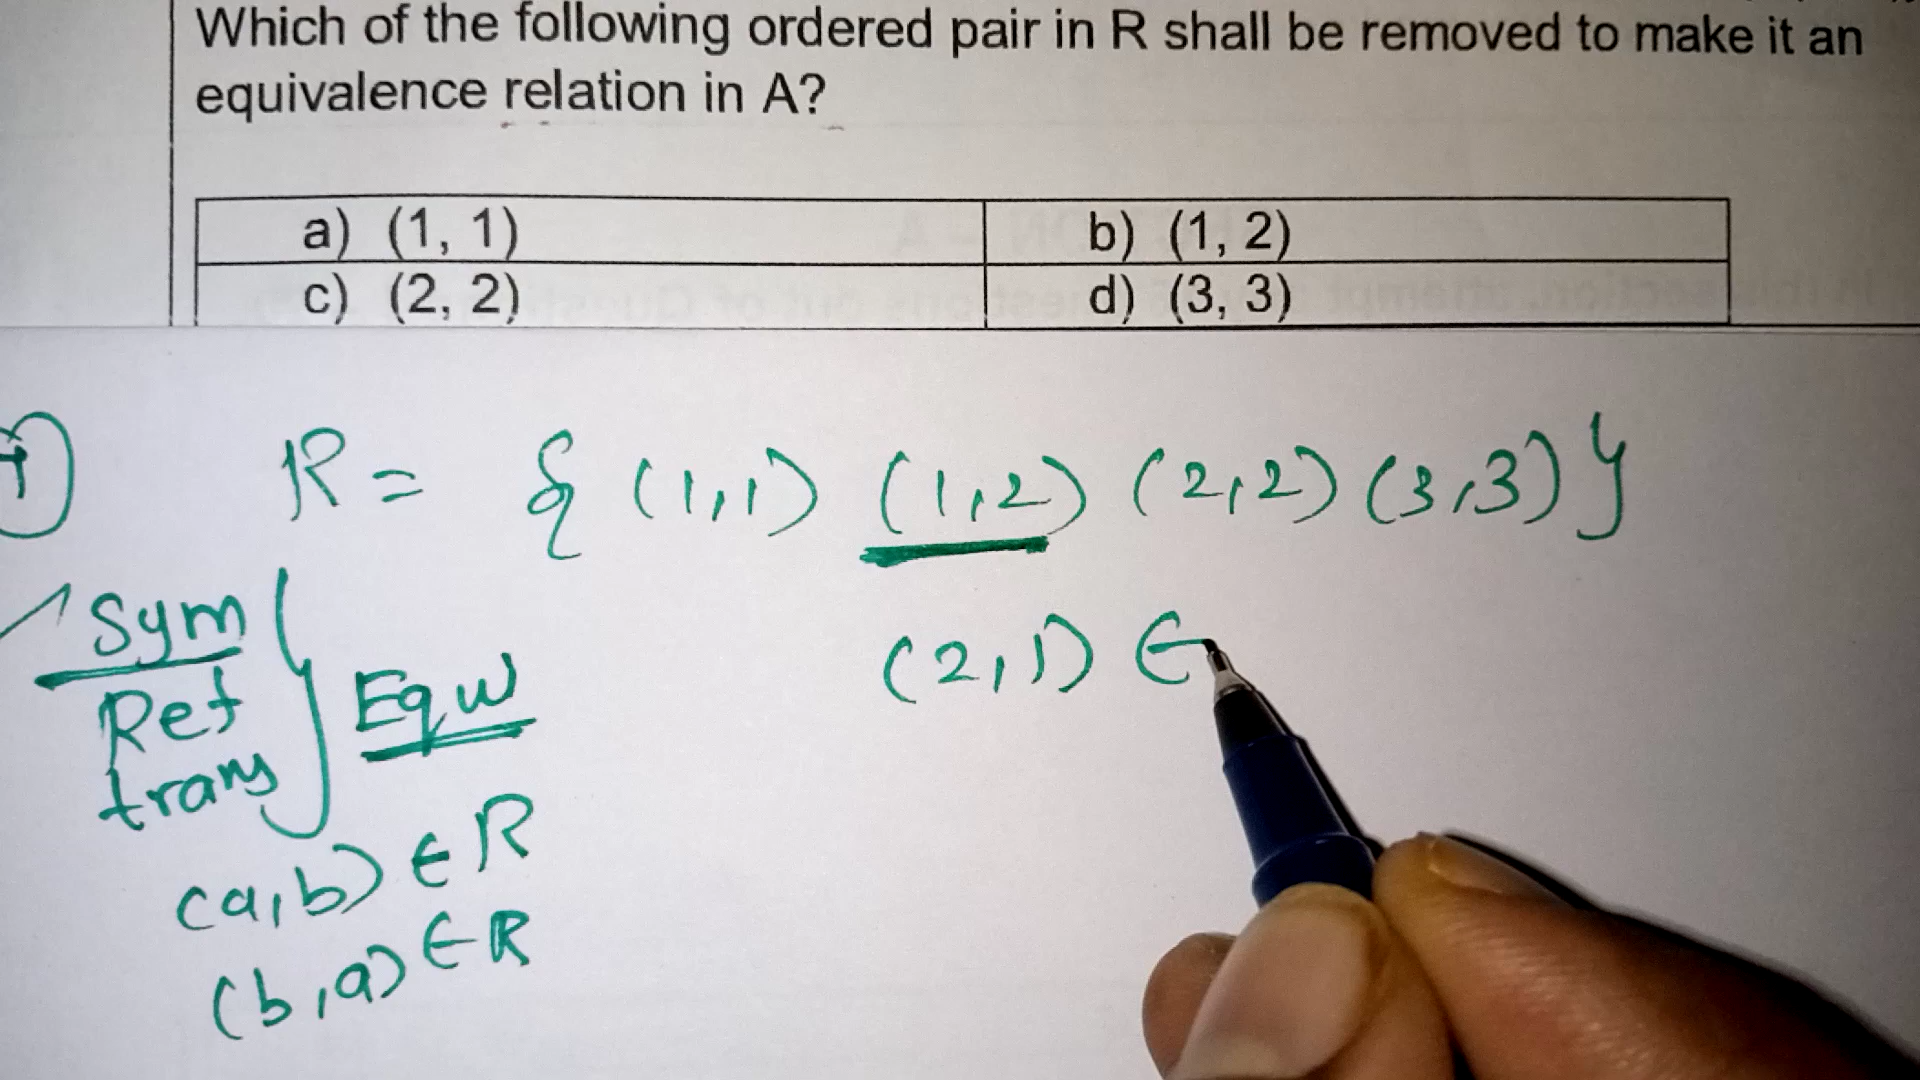 Which of the following ordered pair in R shall be removed to make it an
equivalence relation in A?
a) (1, 1)
b) (1, 2)
c) (2, 2)
d) (3, 3)
R = { (1,1) (1,2) (2,2) (3,3) }
Sym
Ref
trans
Equ
(2,1) ∈
(a,b) ∈ R
(b,a) ∈ R